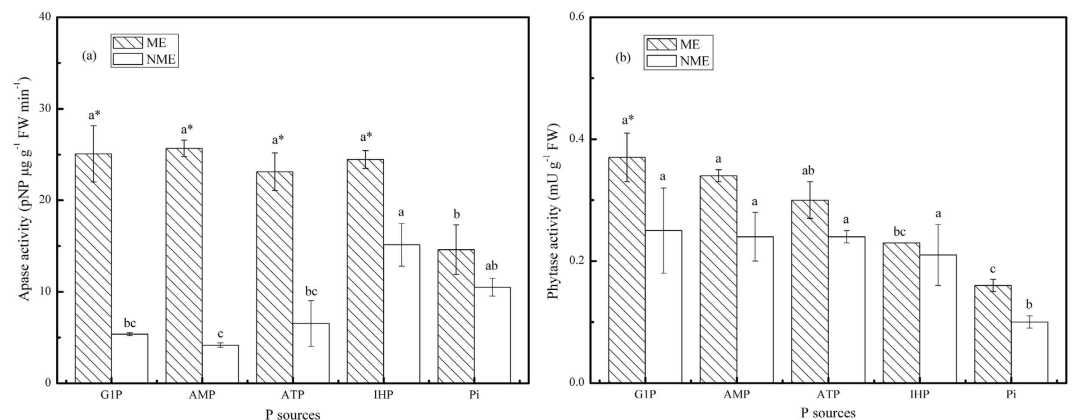 40
30
20
10
0
Apase activity (pNP µg g⁻¹ FW min⁻¹)
(a)
ME
NME
a*
a*
a*
a*
b
bc
c
bc
a
ab
G1P AMP ATP IHP Pi
P sources
0.6
0.4
0.2
0.0
Phytase activity (mU g⁻¹ FW)
(b)
ME
NME
a*
a
ab
bc
c
a
a
a
a
b
G1P AMP ATP IHP Pi
P sources